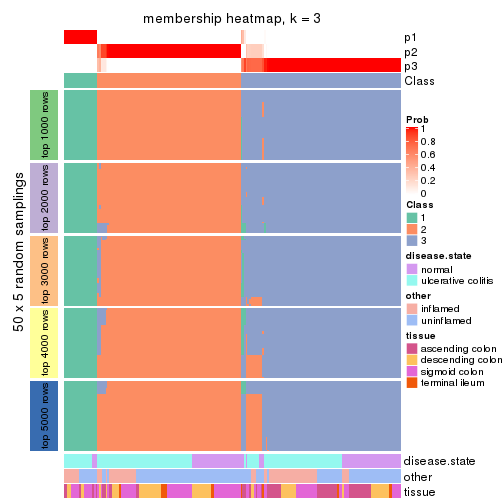 membership heatmap, k = 3
p1
p2
p3
Class
50 x 5 random samplings
top 1000 rows
top 2000 rows
top 3000 rows
top 4000 rows
top 5000 rows
disease.state
other
tissue
Prob
1
0.8
0.6
0.4
0.2
0
Class
1
2
3
disease.state
normal
ulcerative colitis
other
inflamed
uninflamed
tissue
ascending colon
descending colon
sigmoid colon
terminal ileum